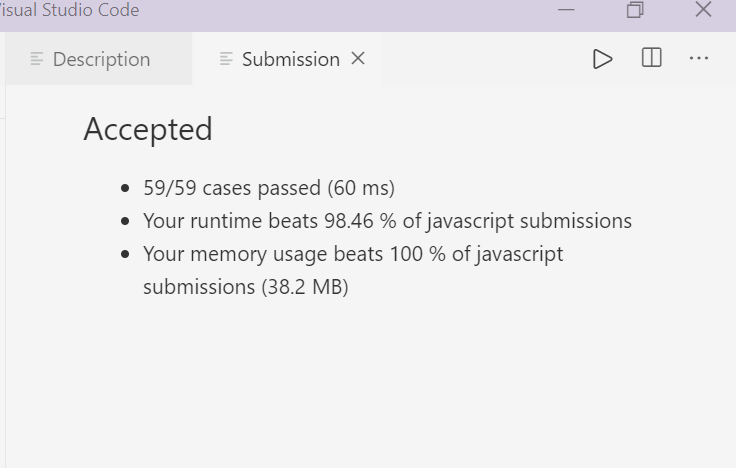 isual Studio Code
Description
Submission
Accepted
59/59 cases passed (60 ms)
Your runtime beats 98.46 % of javascript submissions
Your memory usage beats 100 % of javascript
submissions (38.2 MB)